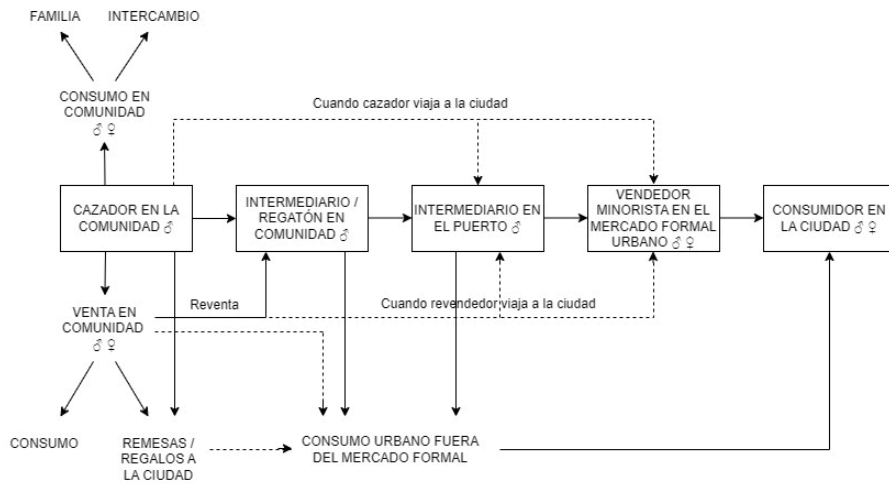 FAMILIA
INTERCAMBIO
CONSUMO EN
COMUNIDAD
♂ ♀
Cuando cazador viaja a la ciudad
CAZADOR EN LA
COMUNIDAD ♂
INTERMEDIARIO /
REGATÓN EN
COMUNIDAD ♂
INTERMEDIARIO EN
EL PUERTO ♂
VENDEDOR
MINORISTA EN EL
MERCADO FORMAL
URBANO ♂ ♀
CONSUMIDOR EN
LA CIUDAD ♂ ♀
VENTA EN
COMUNIDAD
♂ ♀
Reventa
Cuando revendedor viaja a la ciudad
CONSUMO
REMESAS /
REGALOS A
LA CIUDAD
CONSUMO URBANO FUERA
DEL MERCADO FORMAL